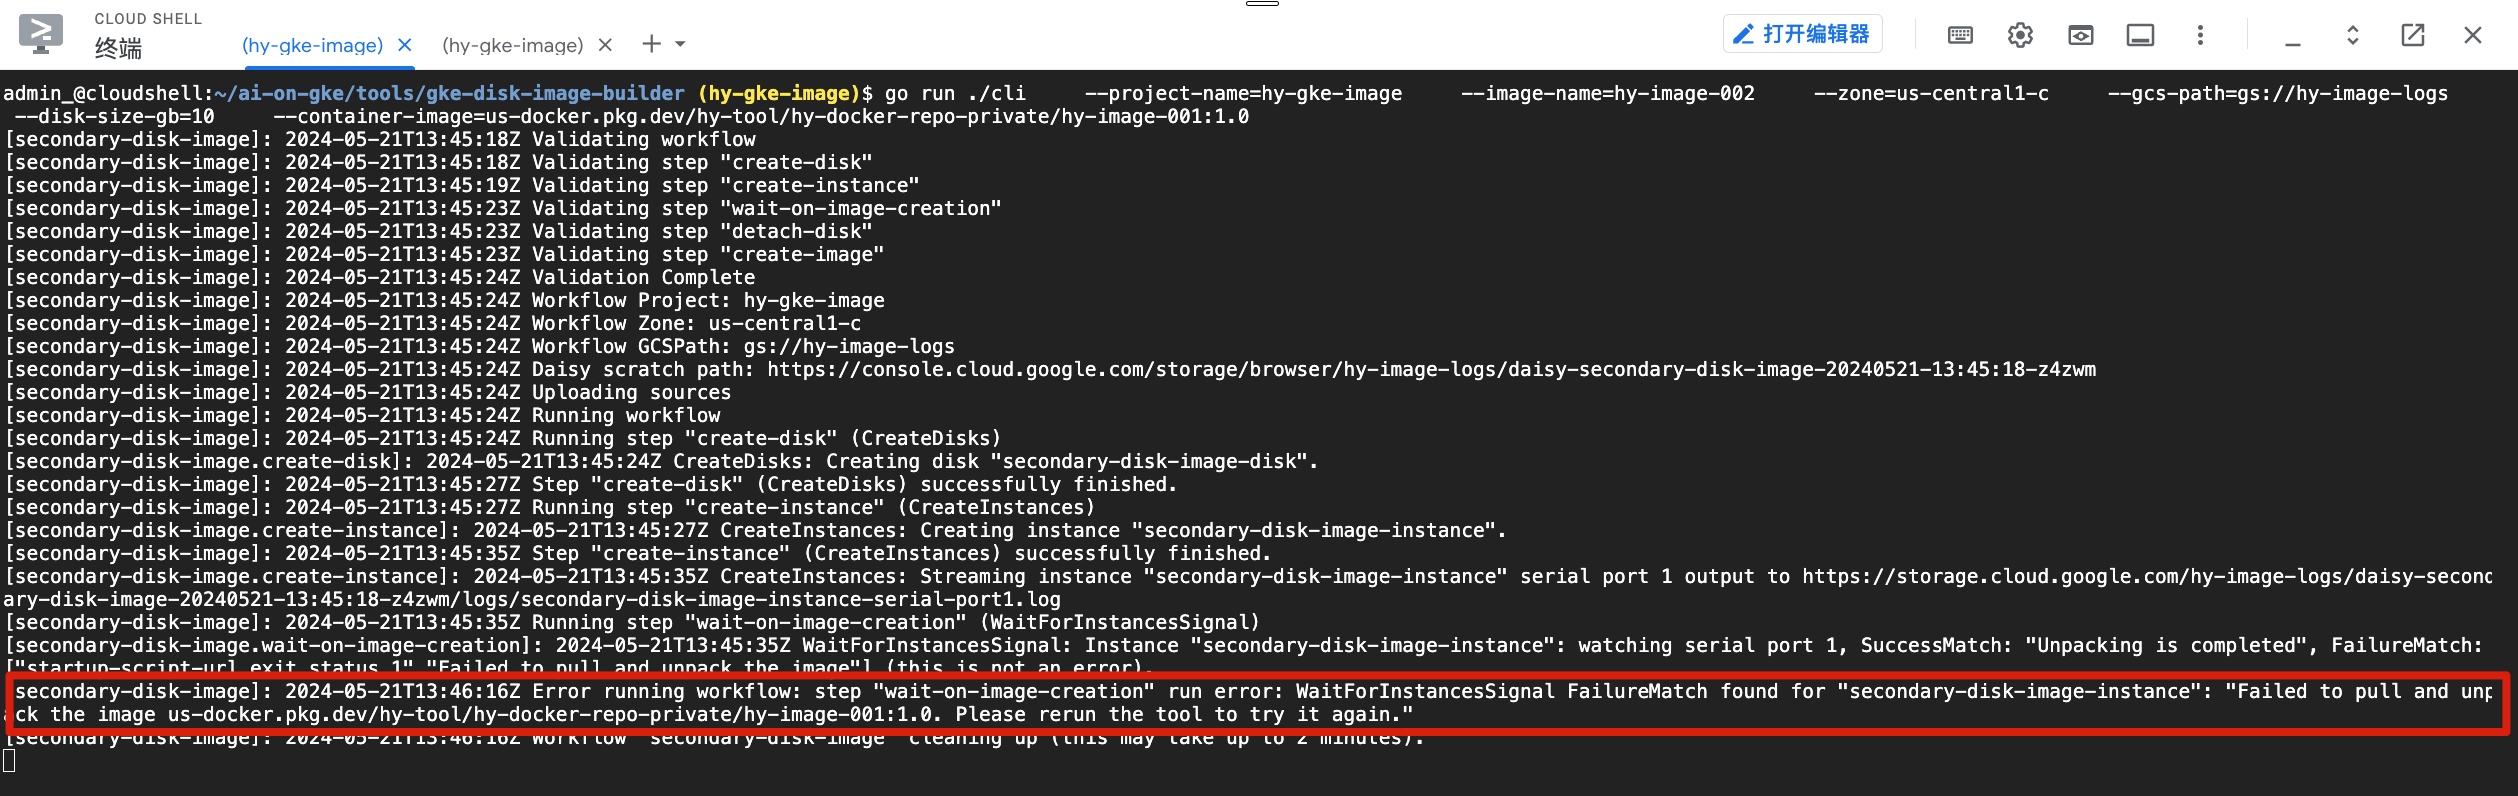 CLOUD SHELL
终端
(hy-gke-image) (hy-gke-image)
打开编辑器
admin_@cloudshell:~/ai-on-gke/tools/gke-disk-image-builder (hy-gke-image)$ go run ./cli     --project-name=hy-gke-image     --image-name=hy-image-002     --zone=us-central1-c     --gcs-path=gs://hy-image-logs
--disk-size-gb=10     --container-image=us-docker.pkg.dev/hy-tool/hy-docker-repo-private/hy-image-001:1.0
[secondary-disk-image]: 2024-05-21T13:45:18Z Validating workflow
[secondary-disk-image]: 2024-05-21T13:45:18Z Validating step "create-disk"
[secondary-disk-image]: 2024-05-21T13:45:19Z Validating step "create-instance"
[secondary-disk-image]: 2024-05-21T13:45:23Z Validating step "wait-on-image-creation"
[secondary-disk-image]: 2024-05-21T13:45:23Z Validating step "detach-disk"
[secondary-disk-image]: 2024-05-21T13:45:23Z Validating step "create-image"
[secondary-disk-image]: 2024-05-21T13:45:24Z Validation Complete
[secondary-disk-image]: 2024-05-21T13:45:24Z Workflow Project: hy-gke-image
[secondary-disk-image]: 2024-05-21T13:45:24Z Workflow Zone: us-central1-c
[secondary-disk-image]: 2024-05-21T13:45:24Z Workflow GCSPath: gs://hy-image-logs
[secondary-disk-image]: 2024-05-21T13:45:24Z Daisy scratch path: https://console.cloud.google.com/storage/browser/hy-image-logs/daisy-secondary-disk-image-20240521-13:45:18-z4zwm
[secondary-disk-image]: 2024-05-21T13:45:24Z Uploading sources
[secondary-disk-image]: 2024-05-21T13:45:24Z Running workflow
[secondary-disk-image]: 2024-05-21T13:45:24Z Running step "create-disk" (CreateDisks)
[secondary-disk-image.create-disk]: 2024-05-21T13:45:24Z CreateDisks: Creating disk "secondary-disk-image-disk".
[secondary-disk-image]: 2024-05-21T13:45:27Z Step "create-disk" (CreateDisks) successfully finished.
[secondary-disk-image]: 2024-05-21T13:45:27Z Running step "create-instance" (CreateInstances)
[secondary-disk-image.create-instance]: 2024-05-21T13:45:27Z CreateInstances: Creating instance "secondary-disk-image-instance".
[secondary-disk-image]: 2024-05-21T13:45:35Z Step "create-instance" (CreateInstances) successfully finished.
[secondary-disk-image.create-instance]: 2024-05-21T13:45:35Z CreateInstances: Streaming instance "secondary-disk-image-instance" serial port 1 output to https://storage.cloud.google.com/hy-image-logs/daisy-second
ary-disk-image-20240521-13:45:18-z4zwm/logs/secondary-disk-image-instance-serial-port1.log
[secondary-disk-image]: 2024-05-21T13:45:35Z Running step "wait-on-image-creation" (WaitForInstancesSignal)
[secondary-disk-image.wait-on-image-creation]: 2024-05-21T13:45:35Z WaitForInstancesSignal: Instance "secondary-disk-image-instance": watching serial port 1, SuccessMatch: "Unpacking is completed", FailureMatch:
["startup-script-url exit status 1" "Failed to pull and unpack the image"] (this is not an error).
secondary-disk-image]: 2024-05-21T13:46:16Z Error running workflow: step "wait-on-image-creation" run error: WaitForInstancesSignal FailureMatch found for "secondary-disk-image-instance": "Failed to pull and unp
ack the image us-docker.pkg.dev/hy-tool/hy-docker-repo-private/hy-image-001:1.0. Please rerun the tool to try it again."
[secondary-disk-image]: 2024-05-21T13:46:16Z Workflow "secondary-disk-image" cleaning up (this may take up to 2 minutes).